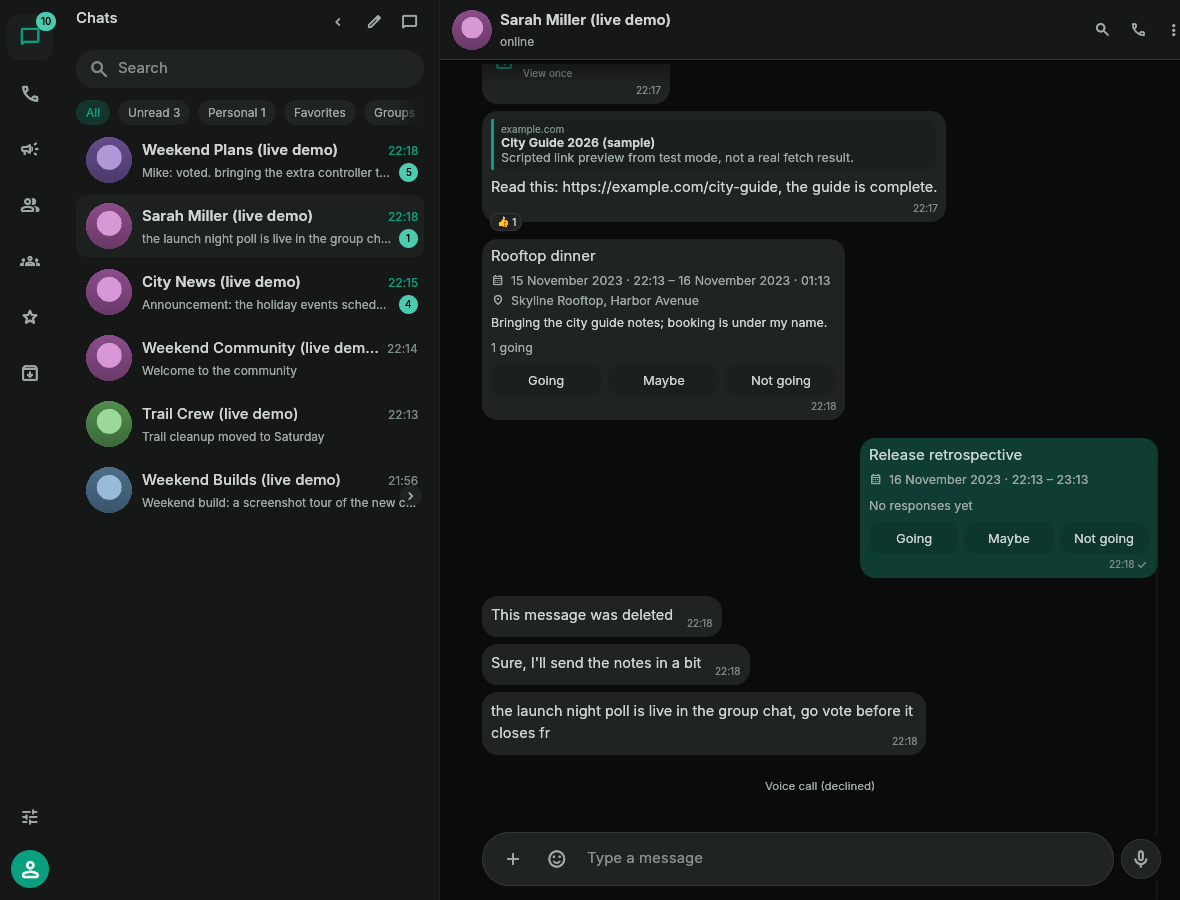 10
Chats
Search
All
Unread 3
Personal 1
Favorites
Groups
Weekend Plans (live demo)
22:18
Mike: voted. bringing the extra controller t...
5
Sarah Miller (live demo)
22:18
the launch night poll is live in the group ch...
1
City News (live demo)
22:15
Announcement: the holiday events sched...
4
Weekend Community (live dem...
22:14
Welcome to the community
Trail Crew (live demo)
22:13
Trail cleanup moved to Saturday
Weekend Builds (live demo)
21:56
Weekend build: a screenshot tour of the new c...
Sarah Miller (live demo)
online
View once
22:17
example.com
City Guide 2026 (sample)
Scripted link preview from test mode, not a real fetch result.
Read this: https://example.com/city-guide, the guide is complete.
22:17
👍 1
Rooftop dinner
15 November 2023 · 22:13 – 16 November 2023 · 01:13
Skyline Rooftop, Harbor Avenue
Bringing the city guide notes; booking is under my name.
1 going
Going
Maybe
Not going
22:18
Release retrospective
16 November 2023 · 22:13 – 23:13
No responses yet
Going
Maybe
Not going
22:18
This message was deleted
22:18
Sure, I'll send the notes in a bit
22:18
the launch night poll is live in the group chat, go vote before it
closes fr
22:18
Voice call (declined)
Type a message